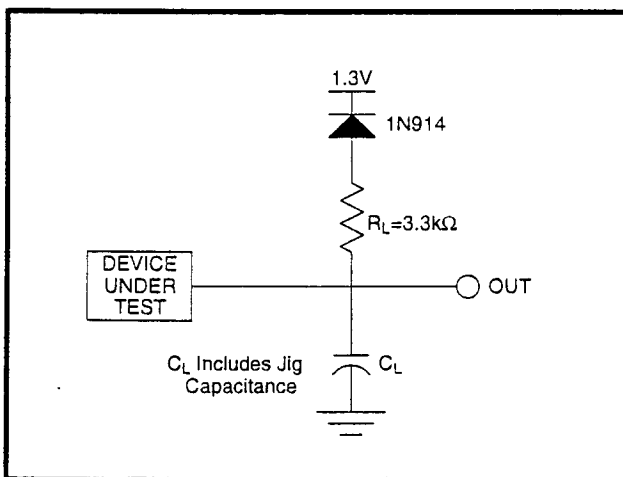 1.3V
1N914
R_L=3.3kΩ
DEVICE
UNDER
TEST
OUT
C_L Includes Jig
Capacitance
C_L